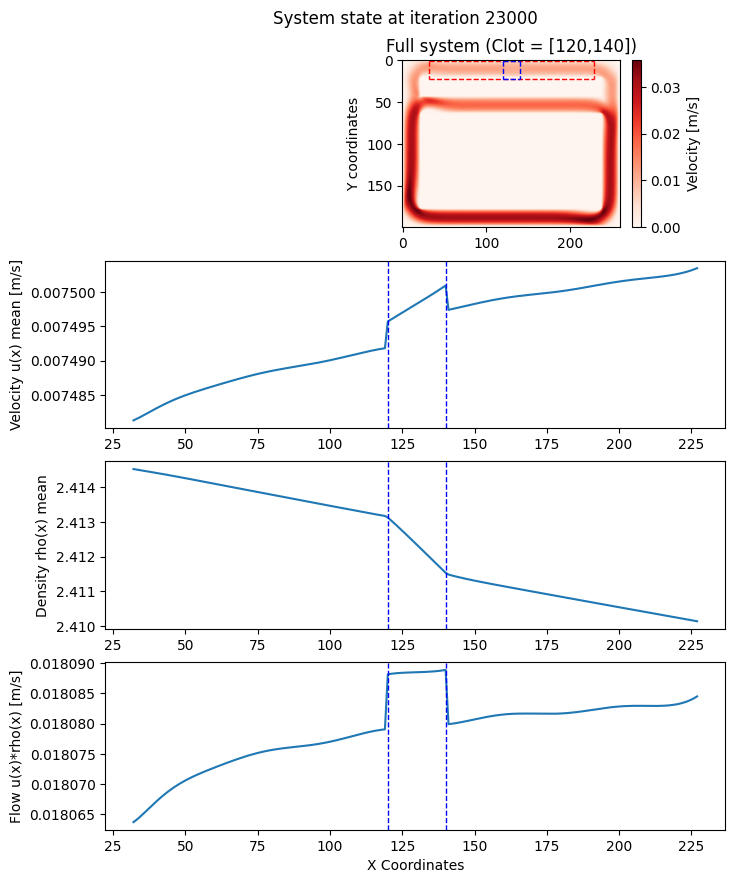 System state at iteration 23000
Full system (Clot = [120,140])
0
50
100
150
Y coordinates
0 100 200
0.03
0.02
0.01
0.00
Velocity [m/s]
0.007500
0.007495
0.007490
0.007485
Velocity u(x) mean [m/s]
25 50 75 100 125 150 175 200 225
2.414
2.413
2.412
2.411
2.410
Density rho(x) mean
25 50 75 100 125 150 175 200 225
0.018090
0.018085
0.018080
0.018075
0.018070
0.018065
Flow u(x)*rho(x) [m/s]
25 50 75 100 125 150 175 200 225
X Coordinates